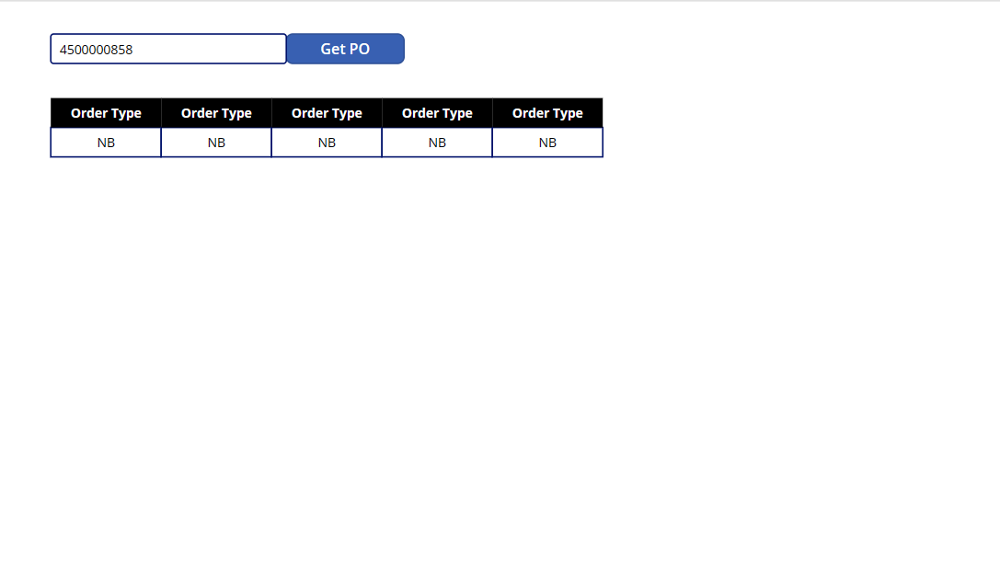 4500000858 Get PO
Order Type Order Type Order Type Order Type Order Type
NB NB NB NB NB